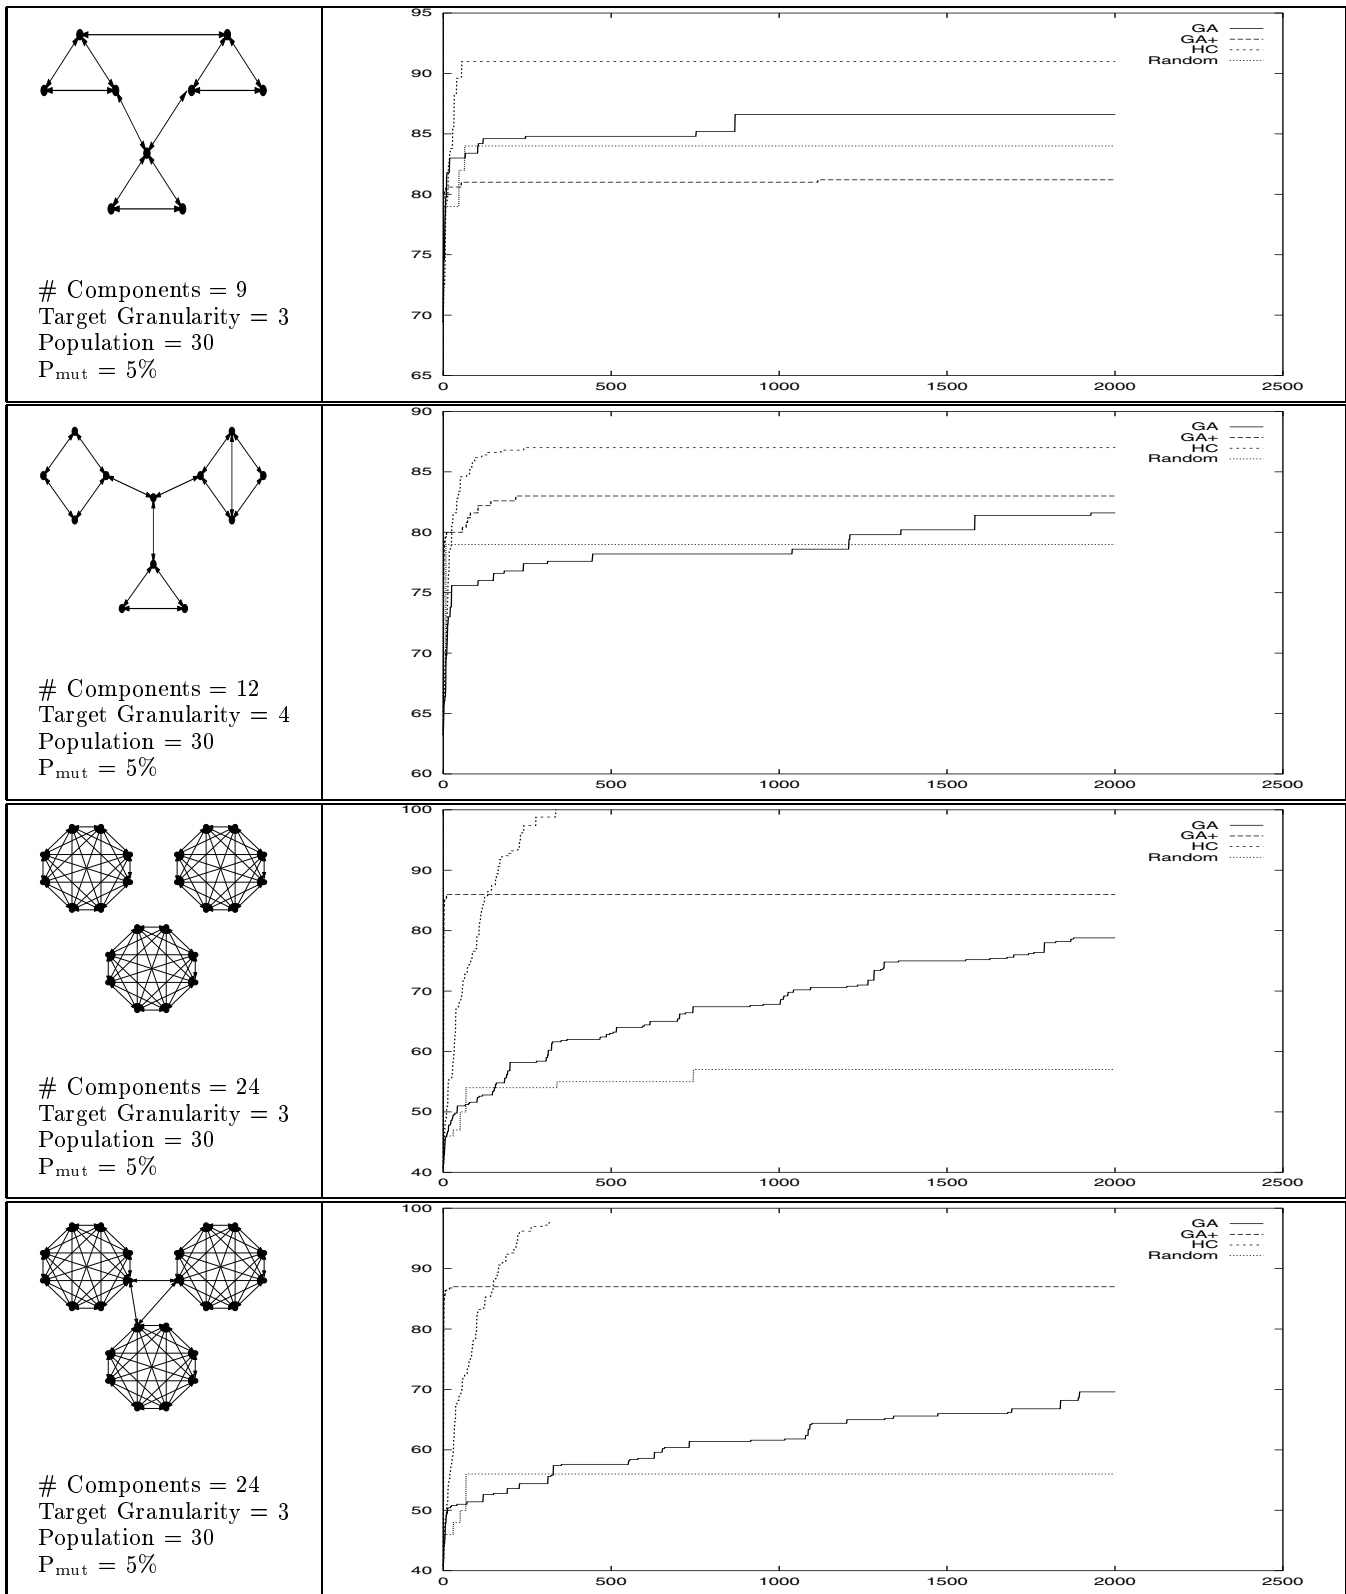 95
90
85
80
75
70
65
0 500 1000 1500 2000 2500
GA
GA+
HC
Random
# Components = 9
Target Granularity = 3
Population = 30
Pmut = 5%
90
85
80
75
70
65
60
0 500 1000 1500 2000 2500
GA
GA+
HC
Random
# Components = 12
Target Granularity = 4
Population = 30
Pmut = 5%
100
90
80
70
60
50
40
0 500 1000 1500 2000 2500
GA
GA+
HC
Random
# Components = 24
Target Granularity = 3
Population = 30
Pmut = 5%
100
90
80
70
60
50
40
0 500 1000 1500 2000 2500
GA
GA+
HC
Random
# Components = 24
Target Granularity = 3
Population = 30
Pmut = 5%